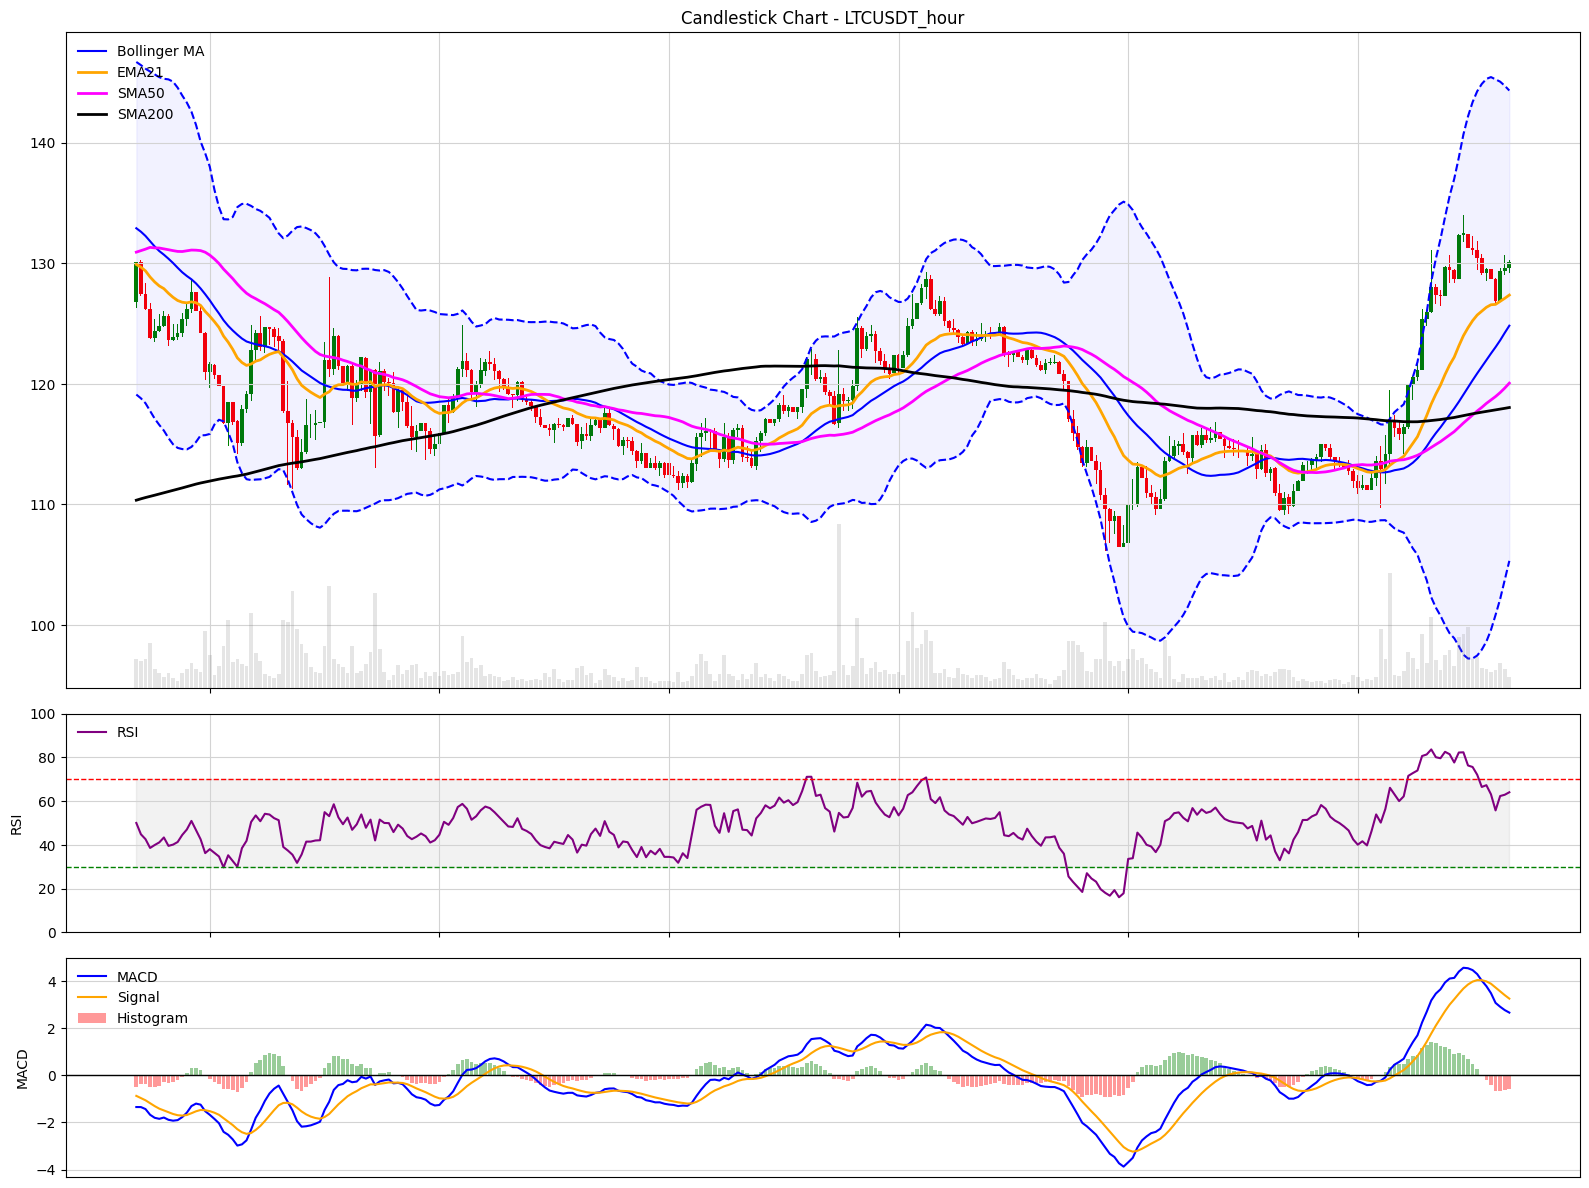 Candlestick Chart - LTCUSDT_hour
Bollinger MA
EMA21
SMA50
SMA200
140
130
120
110
100
100
80
60
40
20
0
RSI
RSI
4
2
0
−2
−4
MACD
MACD
Signal
Histogram